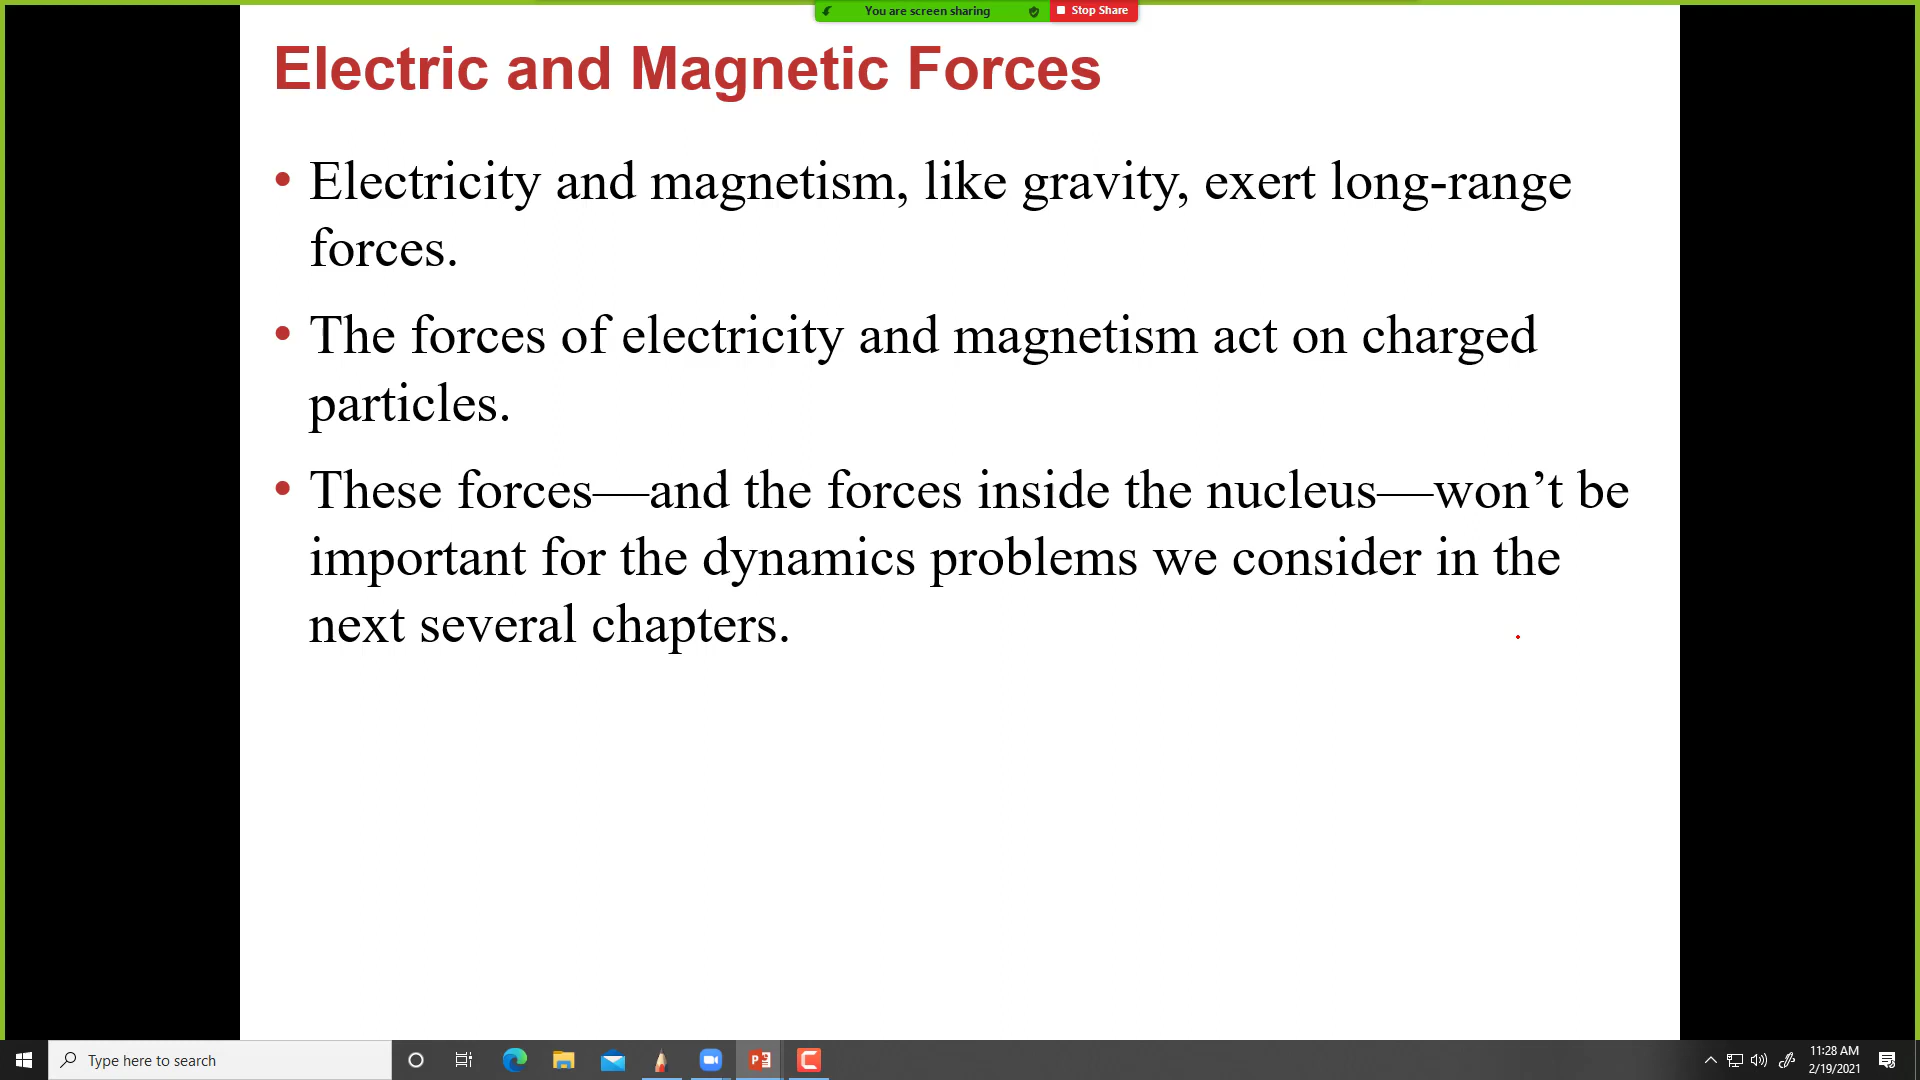 You are screen sharing
Stop Share
Electric and Magnetic Forces
• Electricity and magnetism, like gravity, exert long-range
forces.
• The forces of electricity and magnetism act on charged
particles.
• These forces—and the forces inside the nucleus—won’t be
important for the dynamics problems we consider in the
next several chapters.
Type here to search
11:28 AM
2/19/2021